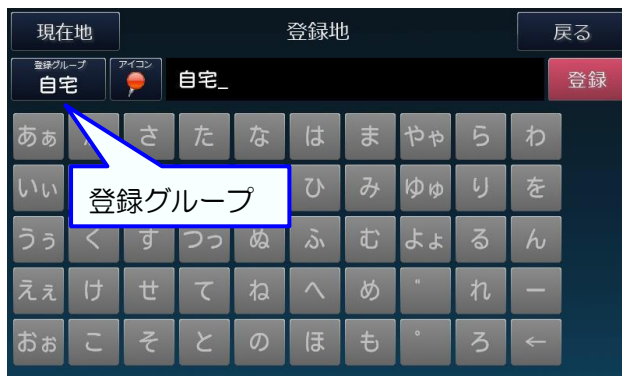 現在地 登録地 戻る
登録グループ 自宅 アイコン 自宅_ 登録
あぁ さ た な は ま やゃ ら わ
いぃ ひ み ゆゅ り を
登録グループ
うぅ く す つっ ぬ ふ む よょ る ん
えぇ け せ て ね へ め ゛ れ ー
おぉ こ そ と の ほ も ゜ ろ ←